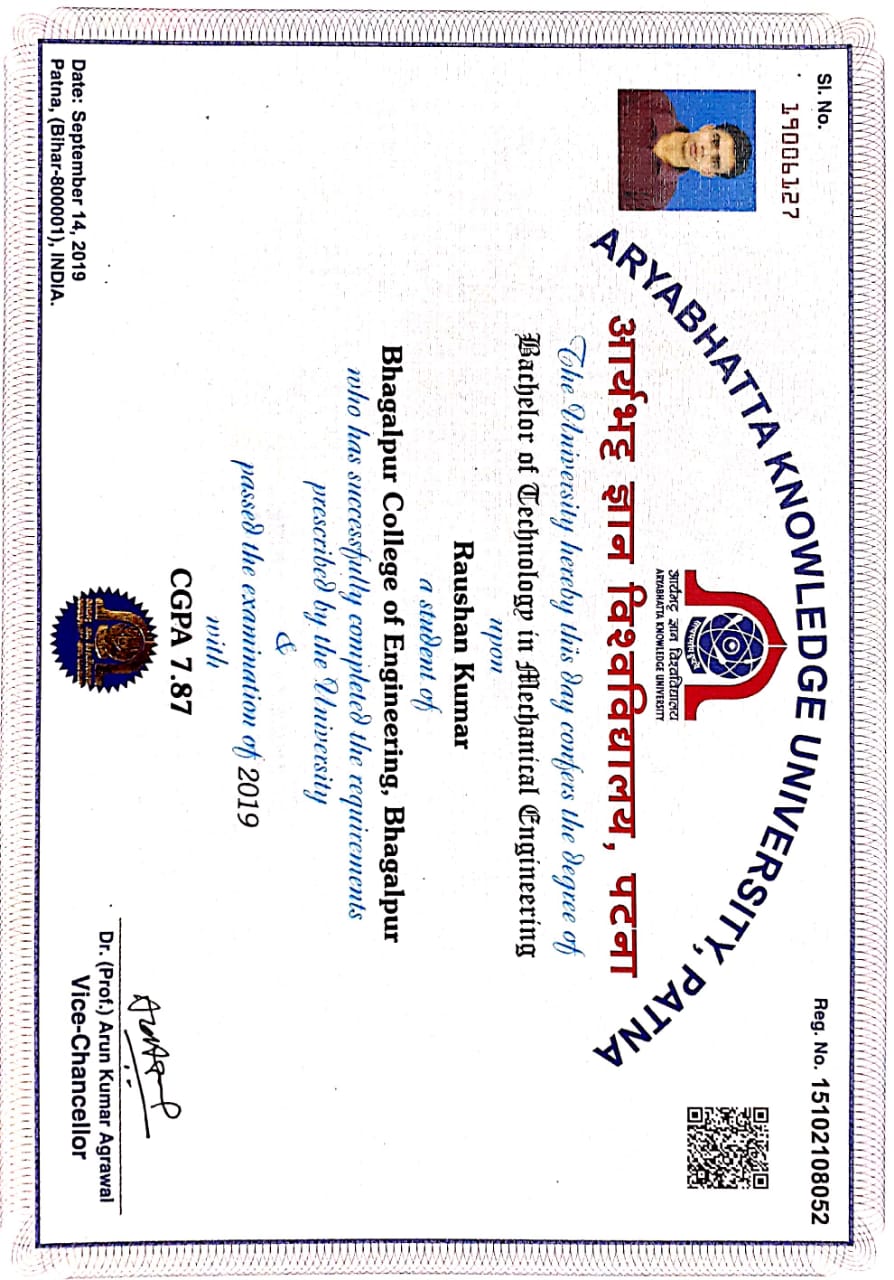 Sl. No.
19006127
Reg. No. 15102108052
ARYABHATTA KNOWLEDGE UNIVERSITY, PATNA
आर्यभट्ट ज्ञान विश्वविद्यालय
ARYABHATTA KNOWLEDGE UNIVERSITY
आर्यभट्ट ज्ञान विश्वविद्यालय, पटना
The University hereby this day confers the degree of
Bachelor of Technology in Mechanical Engineering
upon
Raushan Kumar
a student of
Bhagalpur College of Engineering, Bhagalpur
who has successfully completed the requirements
prescribed by the University
&
passed the examination of 2019
with
CGPA 7.87
Date: September 14, 2019
Patna, (Bihar-800001), INDIA.
Dr. (Prof.) Arun Kumar Agrawal
Vice-Chancellor